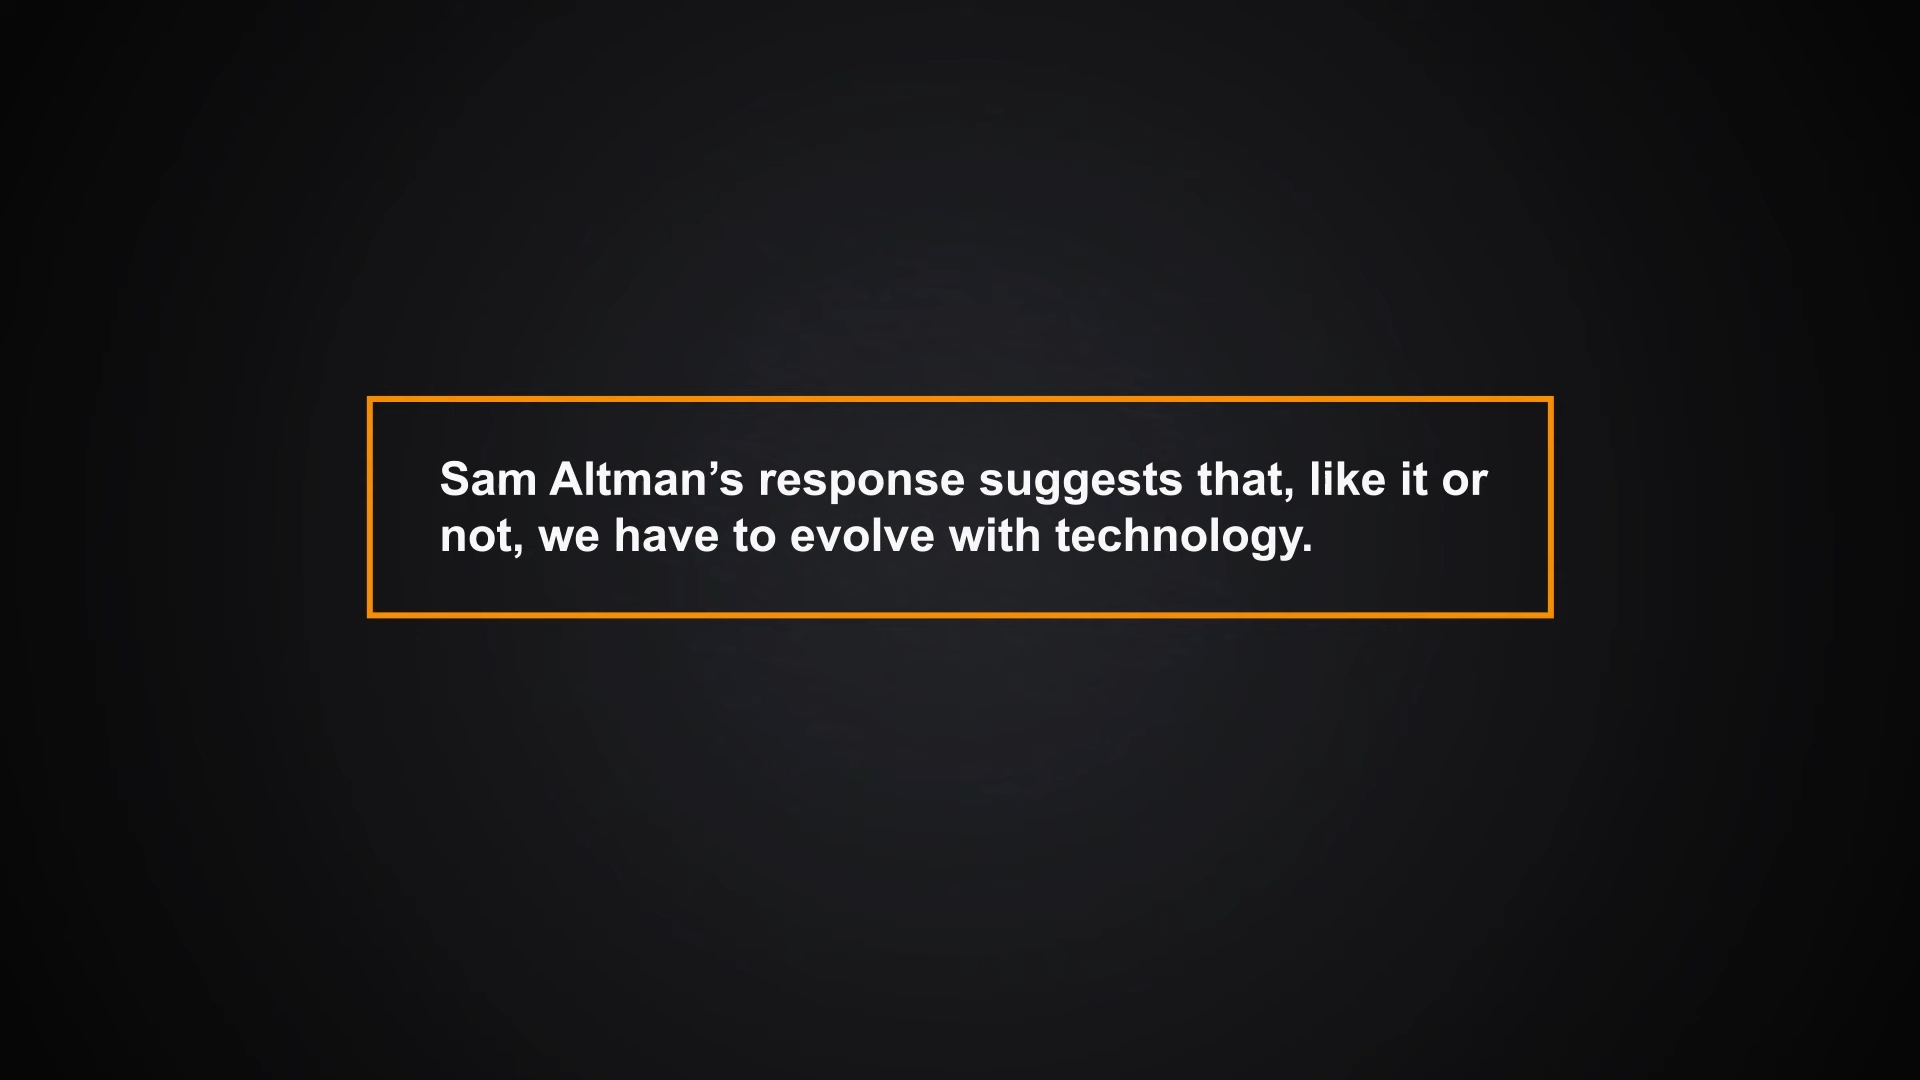 Sam Altman’s response suggests that, like it or
not, we have to evolve with technology.